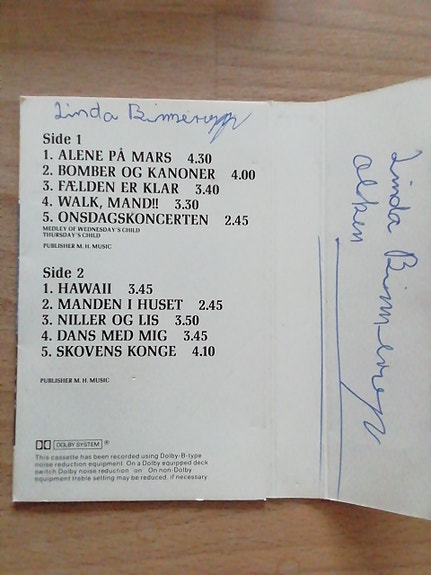 Linda Binnerupp
Side 1
1. ALENE PÅ MARS 4.30
2. BOMBER OG KANONER 4.00
3. FÆLDEN ER KLAR 3.40
4. WALK, MAND!! 3.30
5. ONSDAGSKONCERTEN 2.45
MEDLEY OF WEDNESDAY'S CHILD
THURSDAY'S CHILD
PUBLISHER M. H. MUSIC
Side 2
1. HAWAII 3.45
2. MANDEN I HUSET 2.45
3. NILLER OG LIS 3.50
4. DANS MED MIG 3.45
5. SKOVENS KONGE 4.10
PUBLISHER M. H. MUSIC
DOLBY SYSTEM ®
This cassette has been recorded using Dolby-B-type
noise reduction equipment. On a Dolby equipped deck
switch Dolby noise reduction on. On non-Dolby
equipment treble setting may be reduced, if necessary
Linda Binnerup